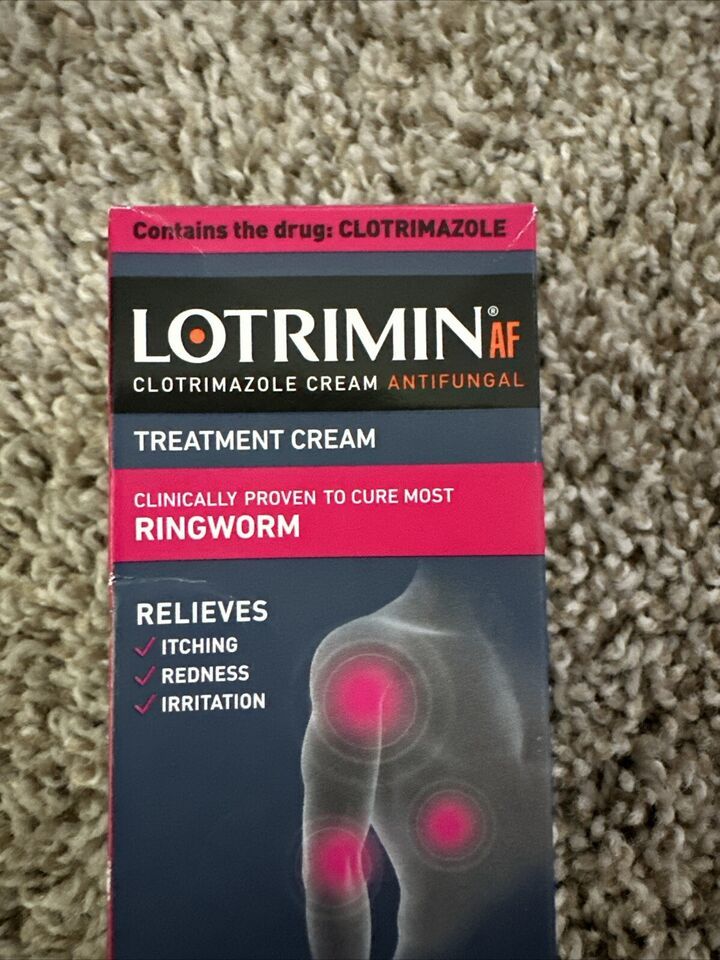 Contains the drug: CLOTRIMAZOLE
LOTRIMIN® AF
CLOTRIMAZOLE CREAM ANTIFUNGAL
TREATMENT CREAM
CLINICALLY PROVEN TO CURE MOST
RINGWORM
RELIEVES
ITCHING
REDNESS
IRRITATION